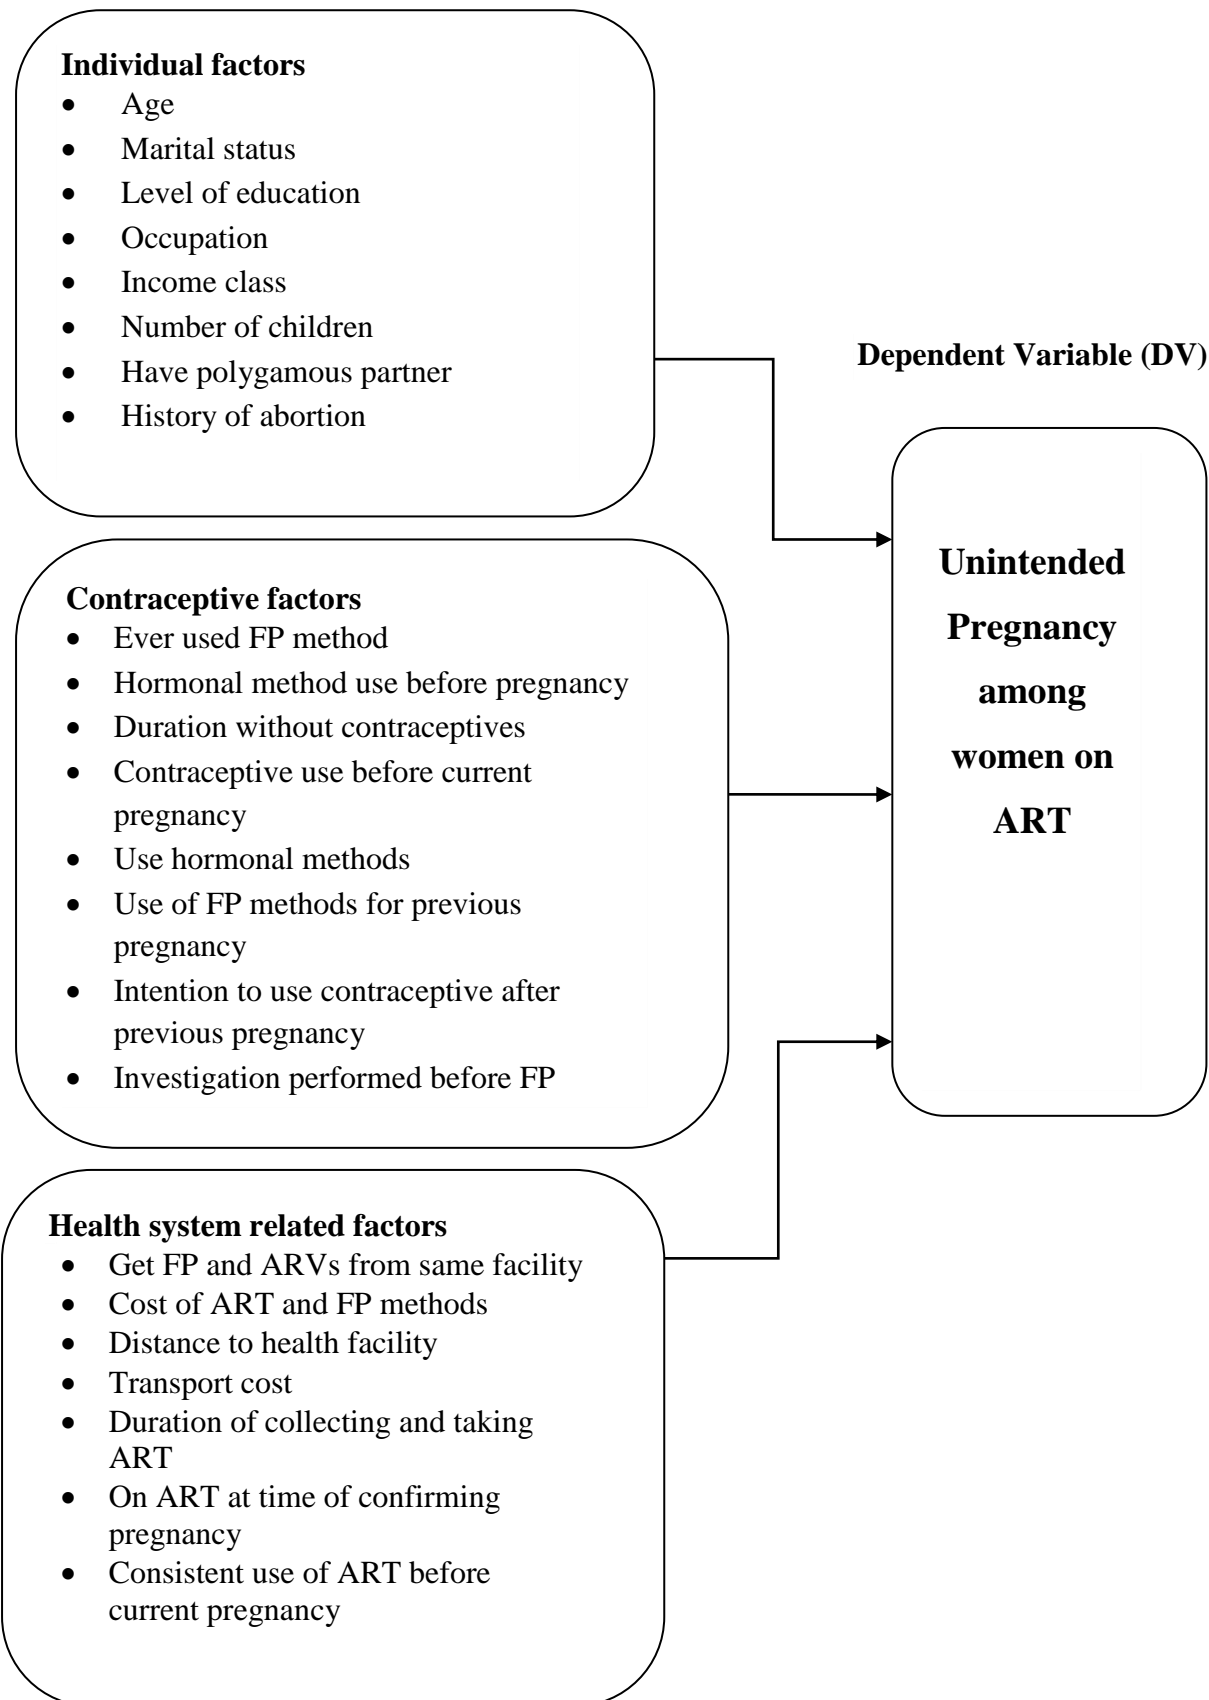 Individual factors
• Age
• Marital status
• Level of education
• Occupation
• Income class
• Number of children
• Have polygamous partner
• History of abortion
Dependent Variable (DV)
Unintended
Pregnancy
among
women on
ART
Contraceptive factors
• Ever used FP method
• Hormonal method use before pregnancy
• Duration without contraceptives
• Contraceptive use before current
pregnancy
• Use hormonal methods
• Use of FP methods for previous
pregnancy
• Intention to use contraceptive after
previous pregnancy
• Investigation performed before FP
Health system related factors
• Get FP and ARVs from same facility
• Cost of ART and FP methods
• Distance to health facility
• Transport cost
• Duration of collecting and taking
ART
• On ART at time of confirming
pregnancy
• Consistent use of ART before
current pregnancy